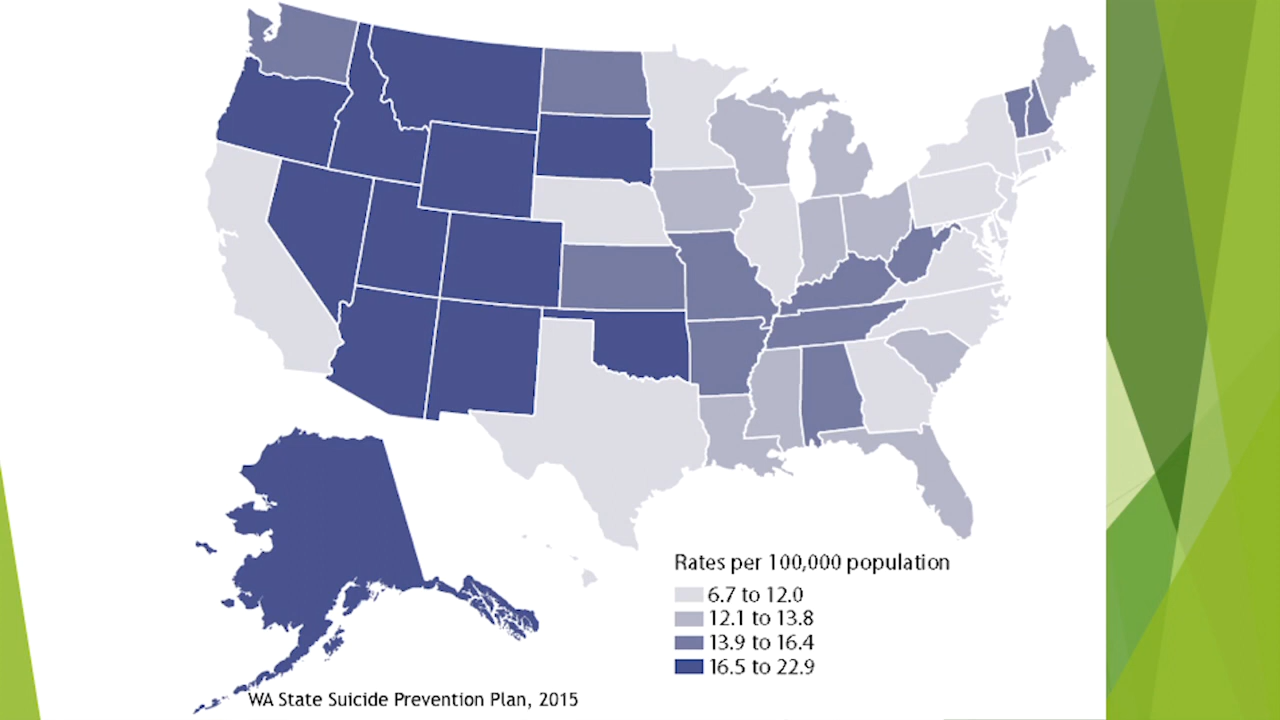 Rates per 100,000 population
6.7 to 12.0
12.1 to 13.8
13.9 to 16.4
16.5 to 22.9
WA State Suicide Prevention Plan, 2015